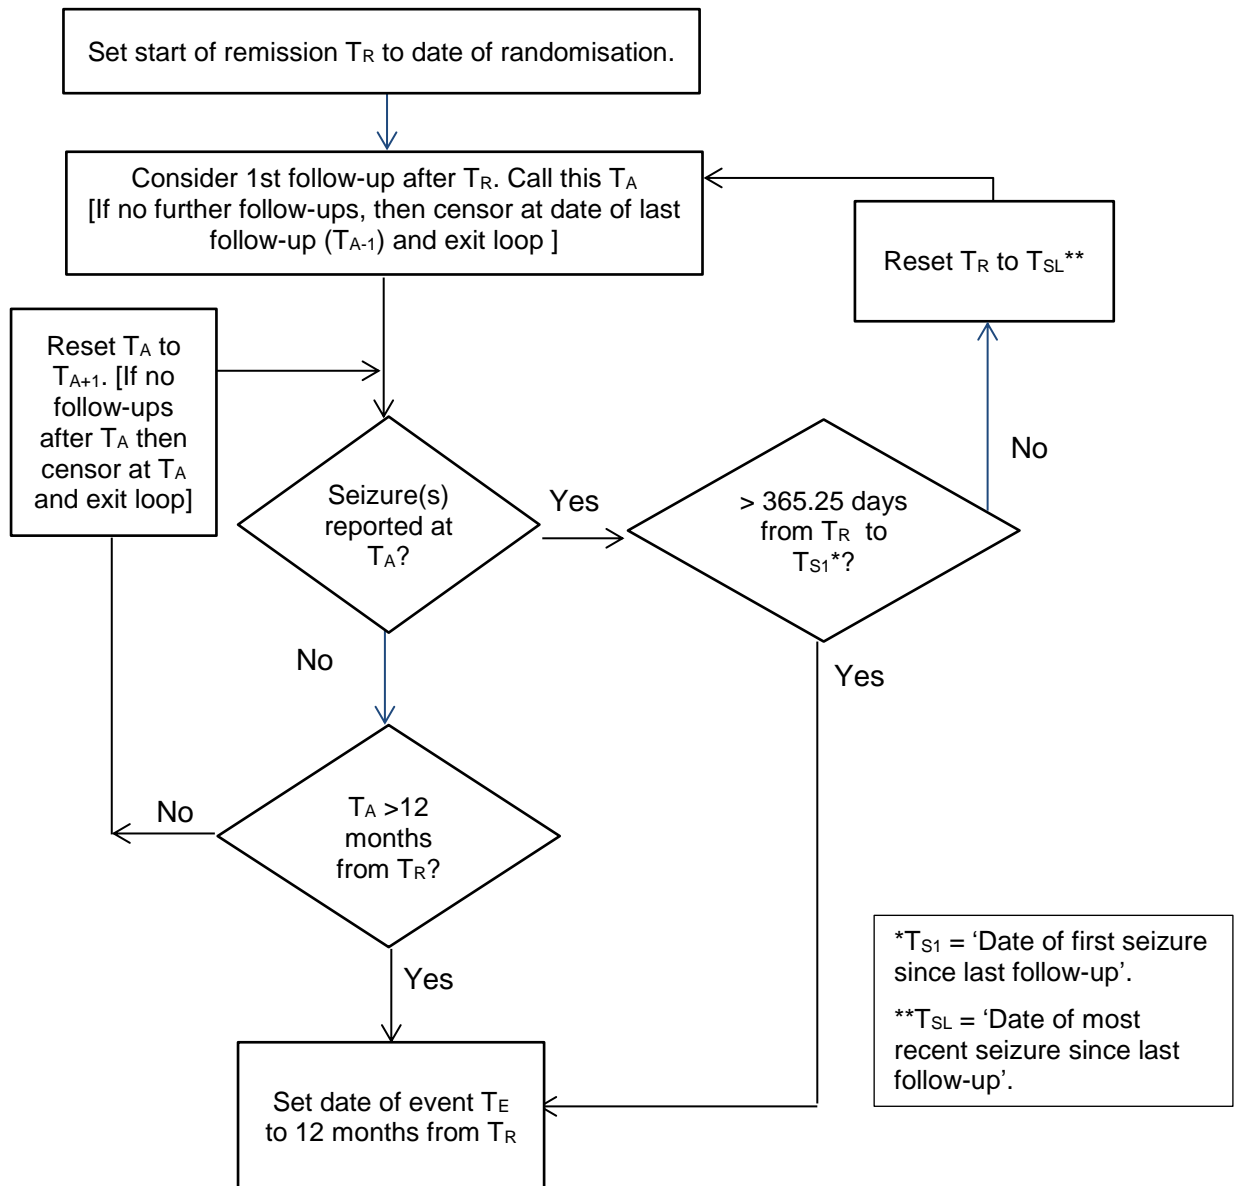 Set start of remission TR to date of randomisation.
Consider 1st follow-up after TR. Call this TA
[If no further follow-ups, then censor at date of last
follow-up (TA-1) and exit loop ]
Reset TR to TSL**
Reset TA to
TA+1. [If no
follow-ups
after TA then
censor at TA
and exit loop]
No
Seizure(s)
reported at
TA?
Yes
> 365.25 days
from TR to
TS1*?
No
Yes
TA >12
months
from TR?
No
Yes
*TS1 = ‘Date of first seizure
since last follow-up’.
**TSL = ‘Date of most
recent seizure since last
follow-up’.
Set date of event TE
to 12 months from TR